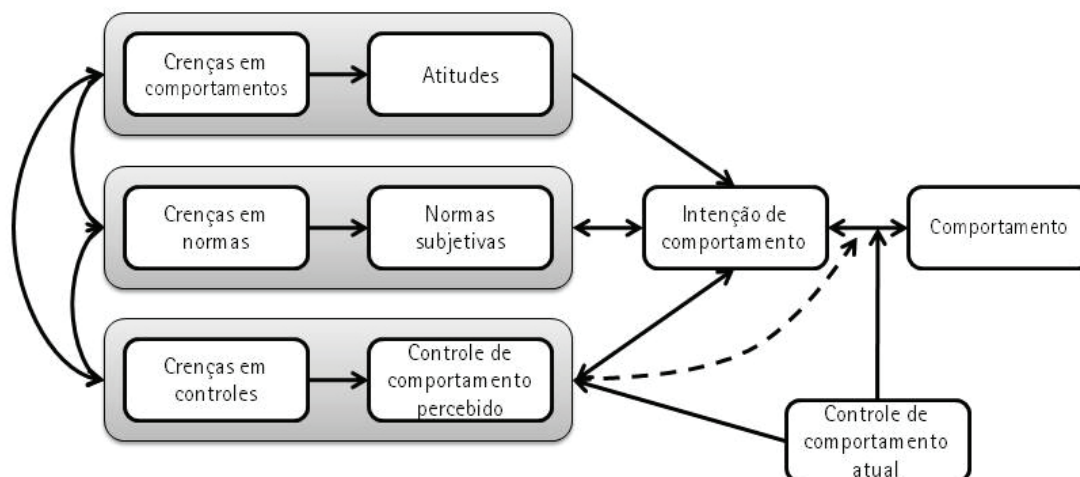 Crenças em
comportamentos
Atitudes
Crenças em
normas
Normas
subjetivas
Intenção de
comportamento
Comportamento
Crenças em
controles
Controle de
comportamento
percebido
Controle de
comportamento
atual